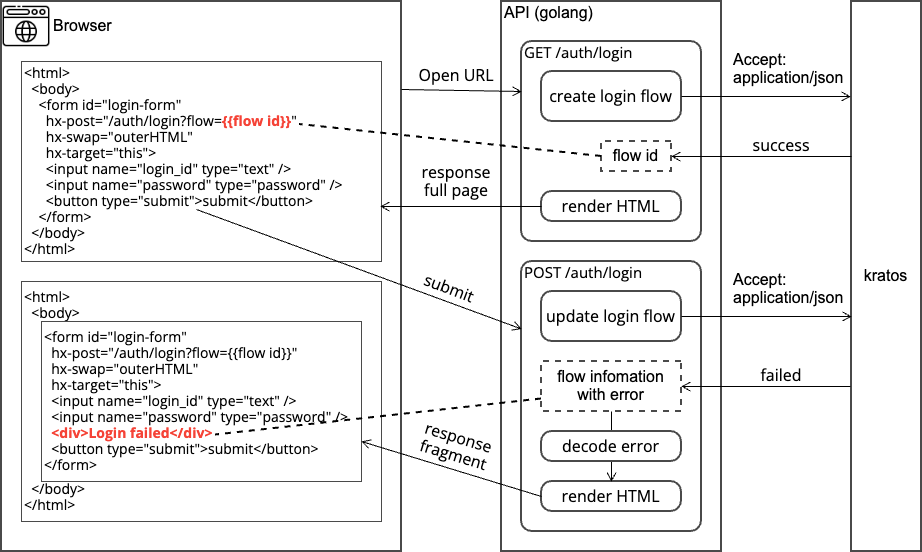 Browser
<html>
<body>
<form id="login-form"
hx-post="/auth/login?flow={{flow id}}"
hx-swap="outerHTML"
hx-target="this">
<input name="login_id" type="text" />
<input name="password" type="password" />
<button type="submit">submit</button>
</form>
</body>
</html>
<html>
<body>
<form id="login-form"
hx-post="/auth/login?flow={{flow id}}"
hx-swap="outerHTML"
hx-target="this">
<input name="login_id" type="text" />
<input name="password" type="password" />
<div>Login failed</div>
<button type="submit">submit</button>
</form>
</body>
</html>
Open URL
response
full page
submit
response
fragment
API (golang)
GET /auth/login
create login flow
flow id
render HTML
POST /auth/login
update login flow
flow infomation
with error
decode error
render HTML
Accept:
application/json
success
Accept:
application/json
failed
kratos